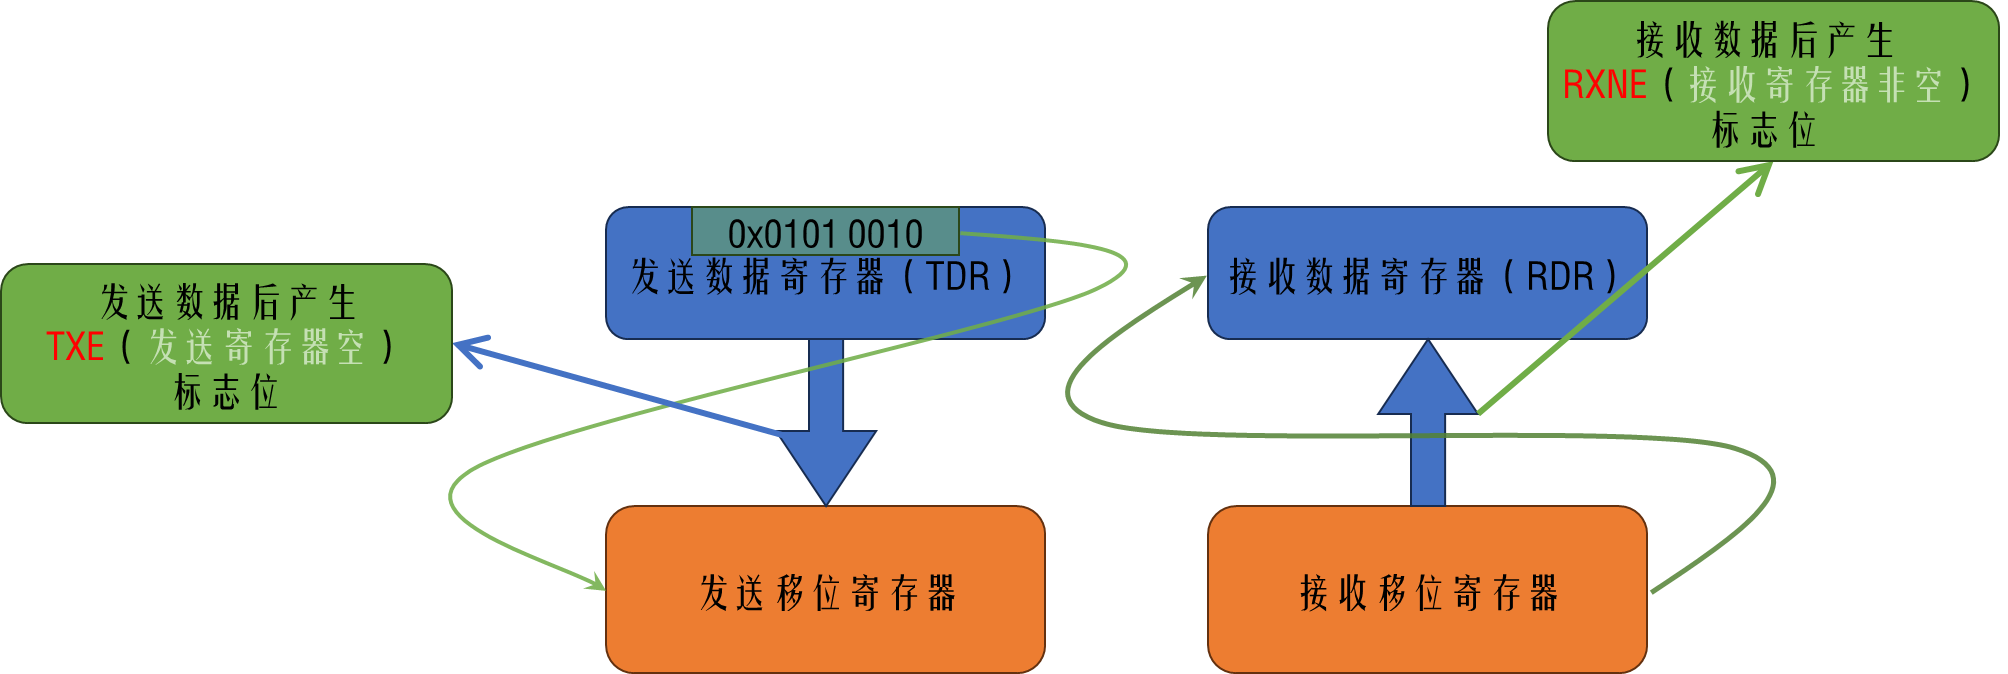 接收数据后产生
RXNE（接收寄存器非空）
标志位
0x0101 0010
发送数据寄存器（TDR）
接收数据寄存器（RDR）
发送数据后产生
TXE（发送寄存器空）
标志位
发送移位寄存器
接收移位寄存器